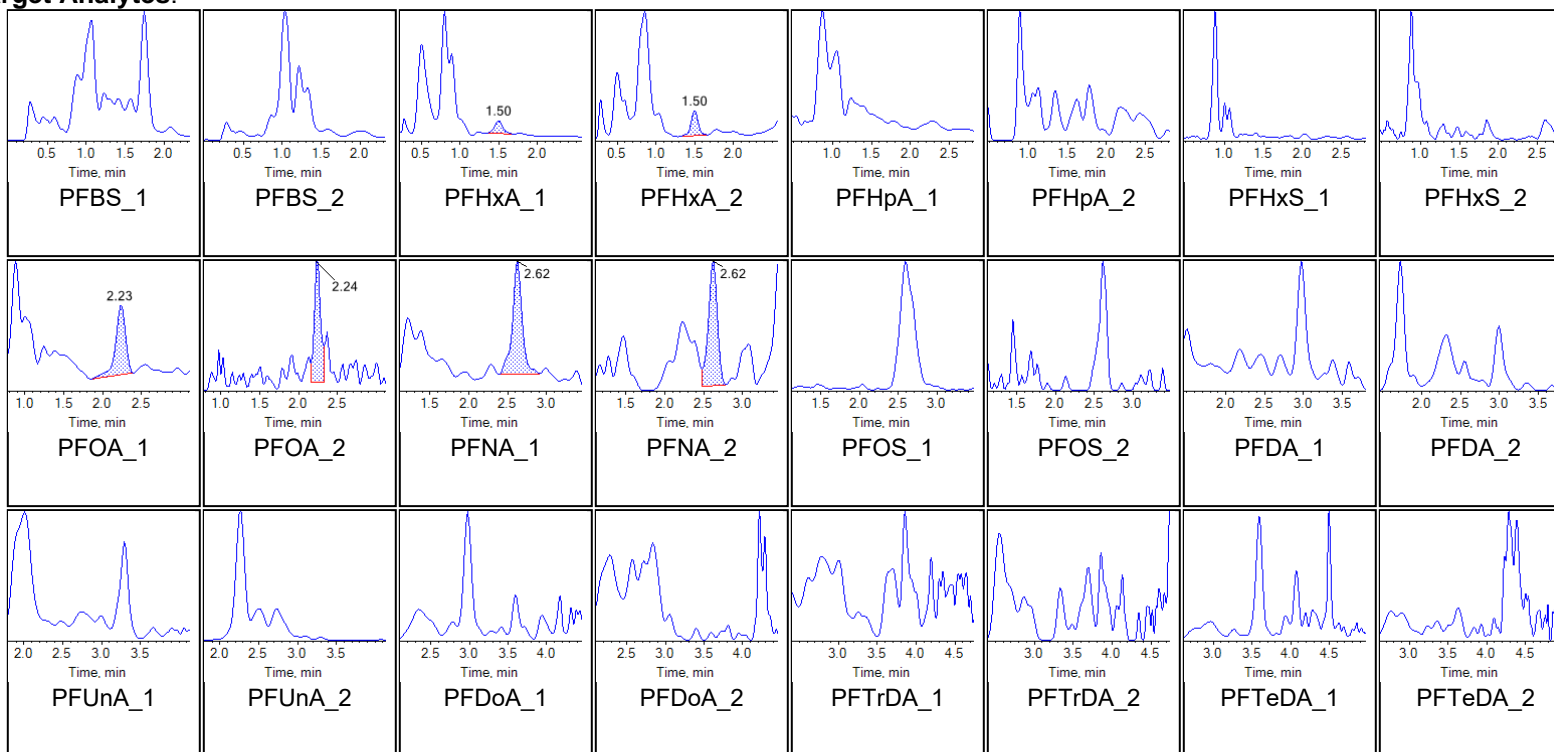 rget Analytes:
1.50
1.50
0.5 1.0 1.5 2.0
0.5 1.0 1.5 2.0
0.5 1.0 1.5 2.0
0.5 1.0 1.5 2.0
1.0 1.5 2.0 2.5
1.0 1.5 2.0 2.5
1.0 1.5 2.0 2.5
1.0 1.5 2.0 2.5
Time, min
Time, min
Time, min
Time, min
Time, min
Time, min
Time, min
Time, min
PFBS_1
PFBS_2
PFHxA_1
PFHxA_2
PFHpA_1
PFHpA_2
PFHxS_1
PFHxS_2
2.23
2.24
2.62
2.62
1.0 1.5 2.0 2.5
1.0 1.5 2.0 2.5
1.5 2.0 2.5 3.0
1.5 2.0 2.5 3.0
1.5 2.0 2.5 3.0
1.5 2.0 2.5 3.0
2.0 2.5 3.0 3.5
2.0 2.5 3.0 3.5
Time, min
Time, min
Time, min
Time, min
Time, min
Time, min
Time, min
Time, min
PFOA_1
PFOA_2
PFNA_1
PFNA_2
PFOS_1
PFOS_2
PFDA_1
PFDA_2
2.0 2.5 3.0 3.5 4.0
2.0 2.5 3.0 3.5 4.0
2.5 3.0 3.5 4.0
2.5 3.0 3.5 4.0
3.0 3.5 4.0 4.5
3.0 3.5 4.0 4.5
3.0 3.5 4.0 4.5
3.0 3.5 4.0 4.5
Time, min
Time, min
Time, min
Time, min
Time, min
Time, min
Time, min
Time, min
PFUnA_1
PFUnA_2
PFDoA_1
PFDoA_2
PFTrDA_1
PFTrDA_2
PFTeDA_1
PFTeDA_2